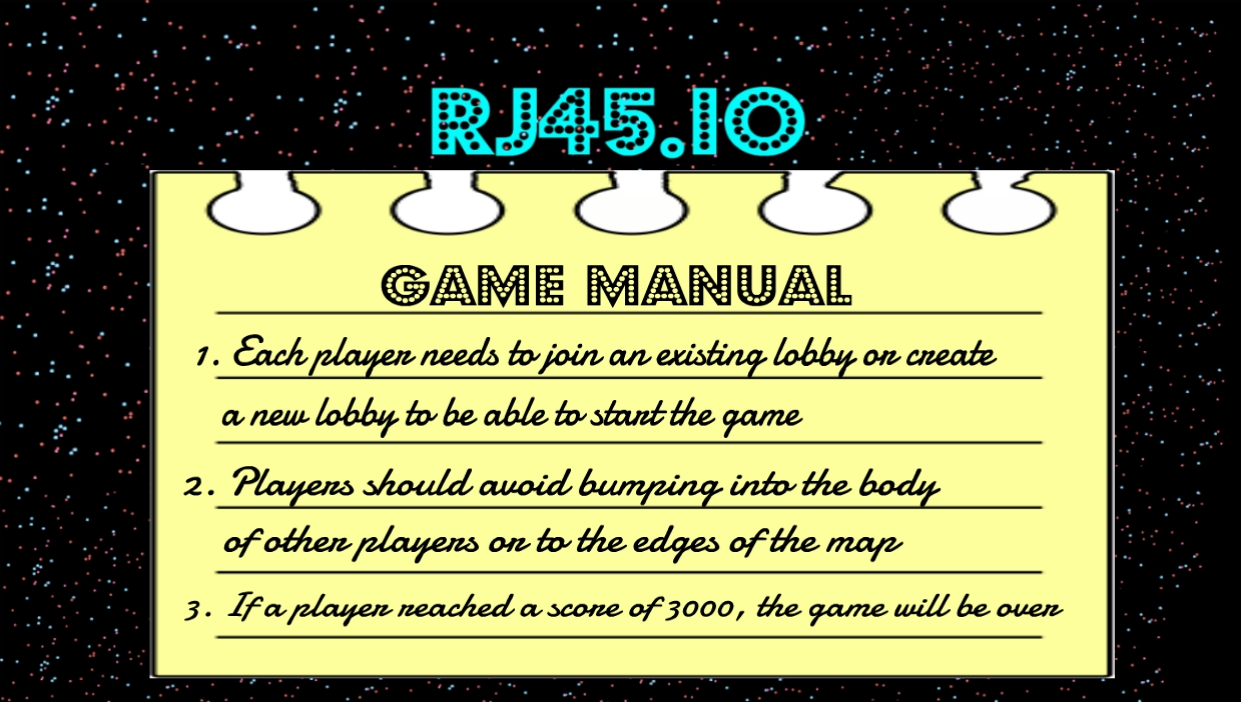 RJ45.IO
GAME MANUAL
1. Each player needs to join an existing lobby or create
a new lobby to be able to start the game
2. Players should avoid bumping into the body
of other players or to the edges of the map
3. If a player reached a score of 3000, the game will be over